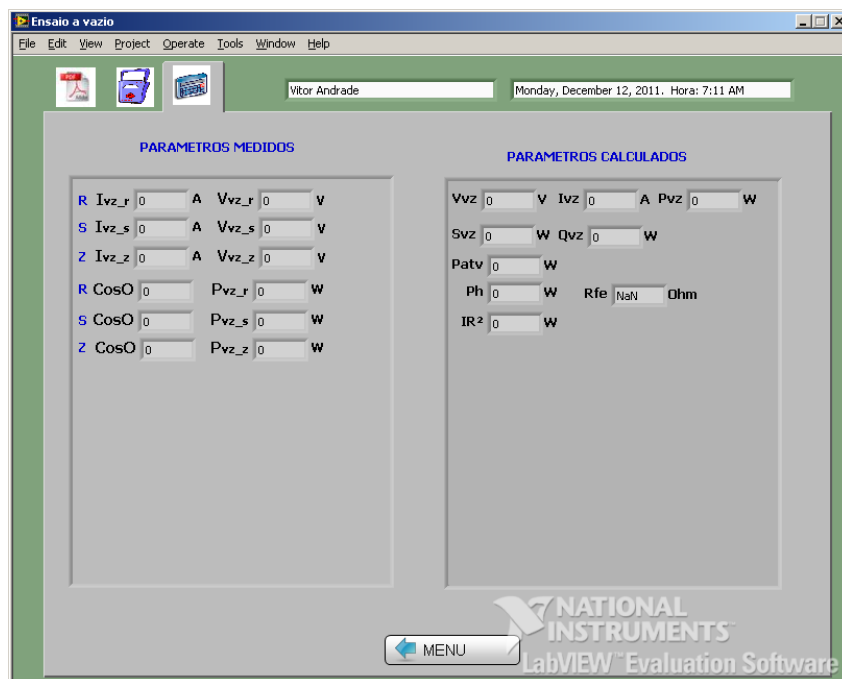 Ensaio a vazio
File Edit View Project Operate Tools Window Help
PDF
Vitor Andrade
Monday, December 12, 2011. Hora: 7:11 AM
PARAMETROS MEDIDOS
R Ivz_r 0 A Vvz_r 0 V
S Ivz_s 0 A Vvz_s 0 V
Z Ivz_z 0 A Vvz_z 0 V
R CosO 0 Pvz_r 0 W
S CosO 0 Pvz_s 0 W
Z CosO 0 Pvz_z 0 W
PARAMETROS CALCULADOS
Vvz 0 V Ivz 0 A Pvz 0 W
Svz 0 W Qvz 0 W
Patv 0 W
Ph 0 W Rfe NaN Ohm
IR² 0 W
MENU
NATIONAL
INSTRUMENTS™
LabVIEW™ Evaluation Software